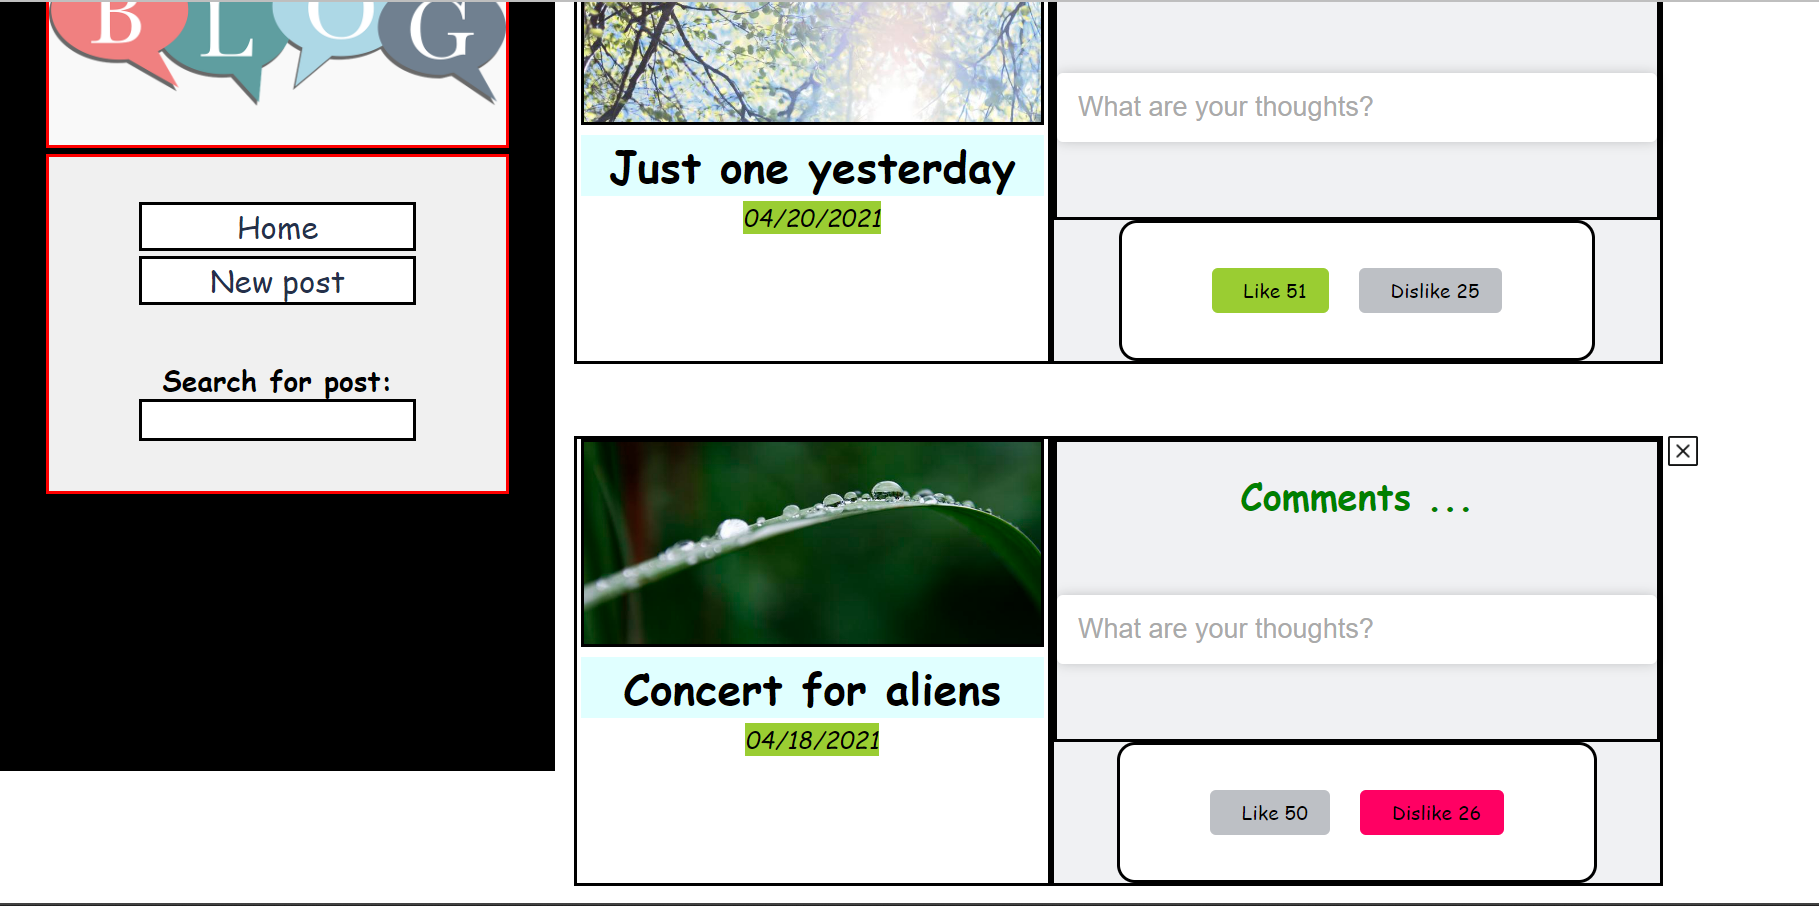 BLOG
Home
New post
Search for post:
Just one yesterday
04/20/2021
What are your thoughts?
Like 51
Dislike 25
Concert for aliens
04/18/2021
Comments ...
What are your thoughts?
Like 50
Dislike 26